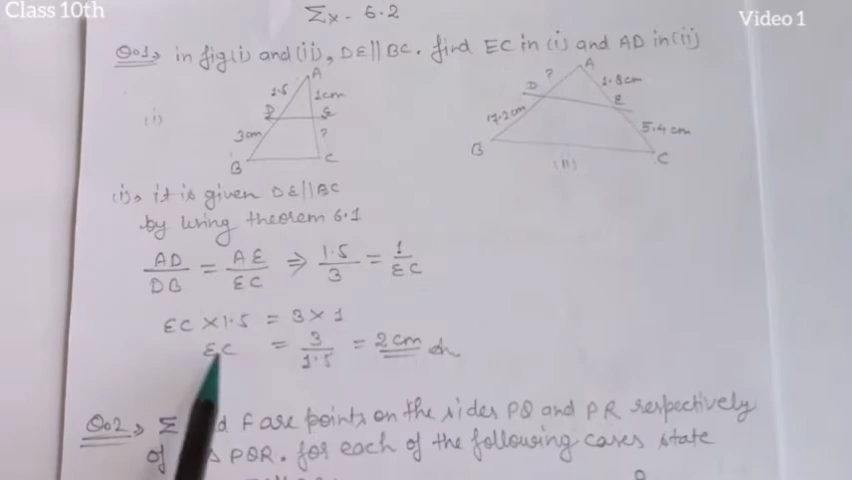 Class 10th
Video 1
Ex - 6.2
Q01, in fig(i) and (ii), DE||BC. find EC in (i) and AD in (ii)
A
1.5
1cm
D
E
3cm
?
B
C
(i)
A
?
1.8cm
D
E
7.2cm
5.4cm
B
C
(ii)
(i), it is given DE||BC
by using theorem 6.1
AD/DB = AE/EC ⇒ 1.5/3 = 1/EC
EC × 1.5 = 3 × 1
EC = 3/1.5 = 2cm
Q02, E F are points on the sides PQ and PR respectively
of PQR. for each of the following cases state